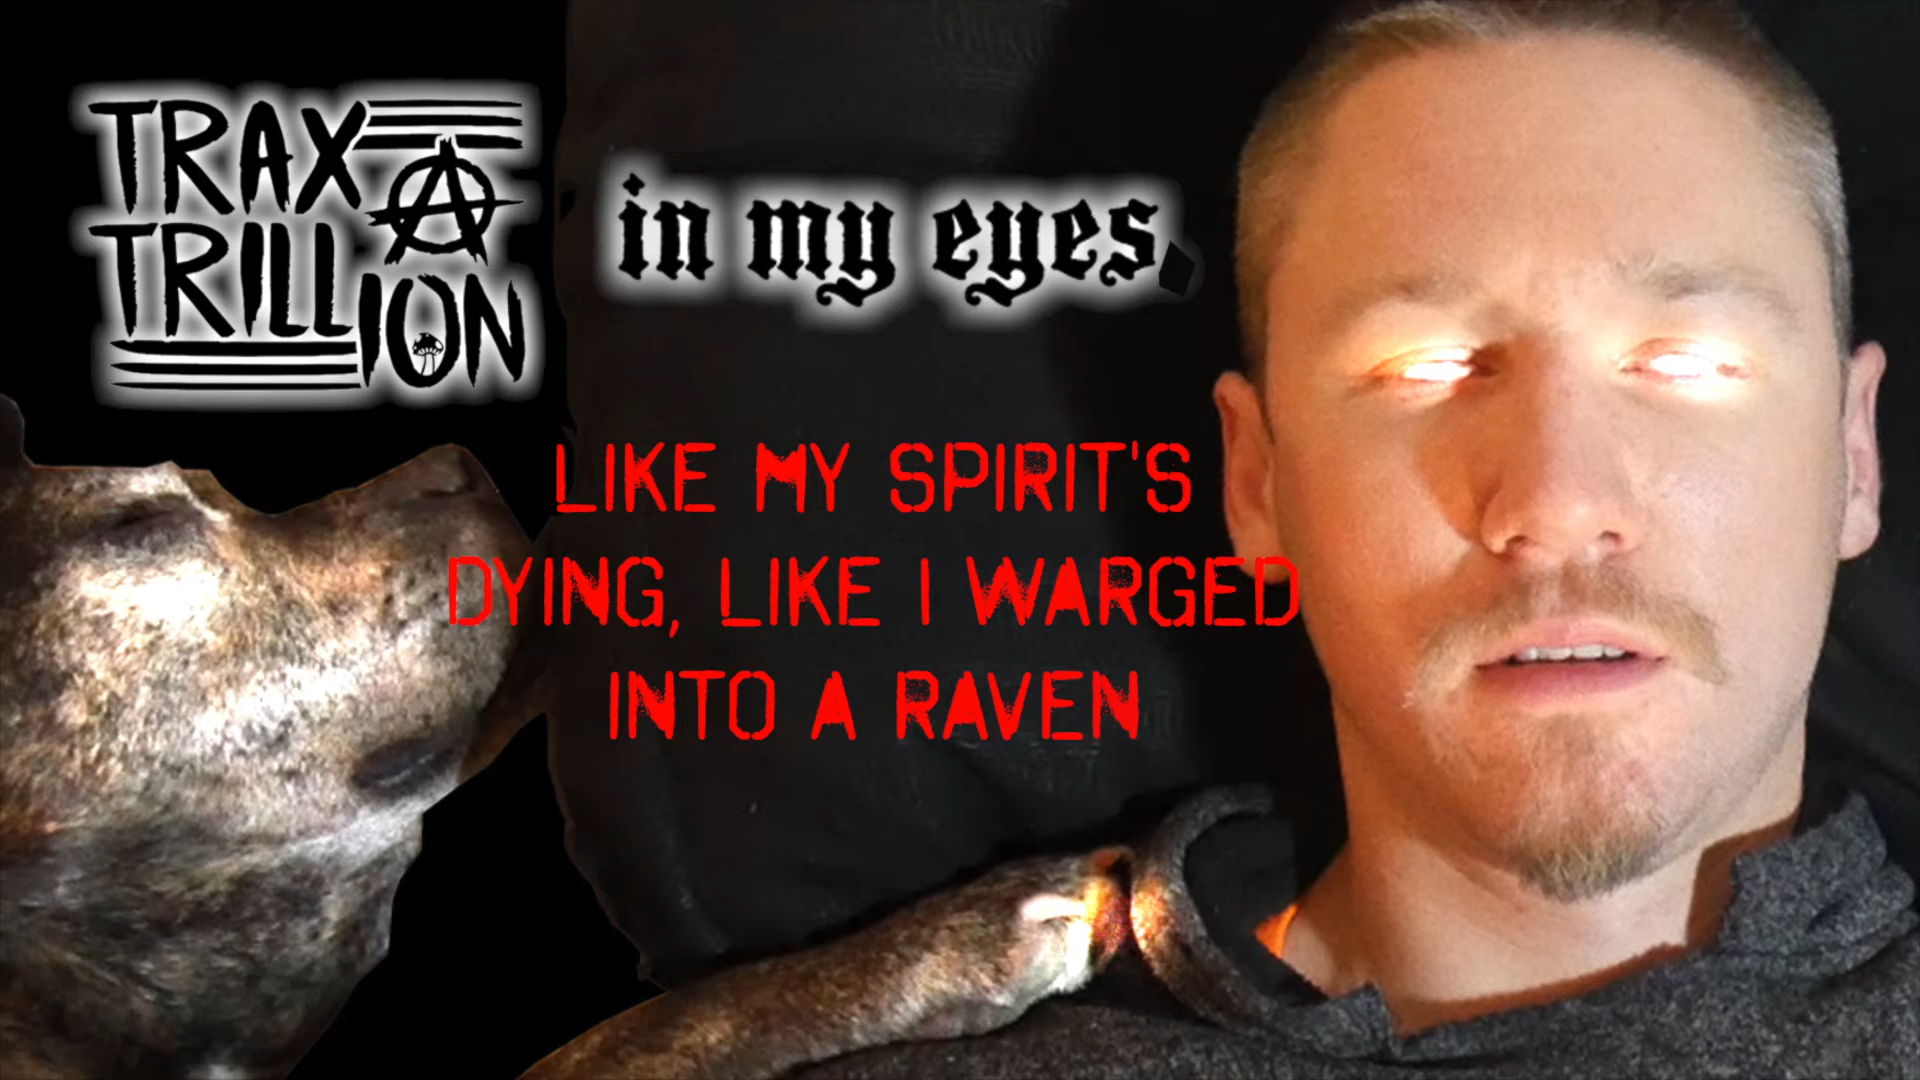 TRAX A
TRILLION
in my eyes
LIKE MY SPIRIT'S
DYING, LIKE I WARGED
INTO A RAVEN